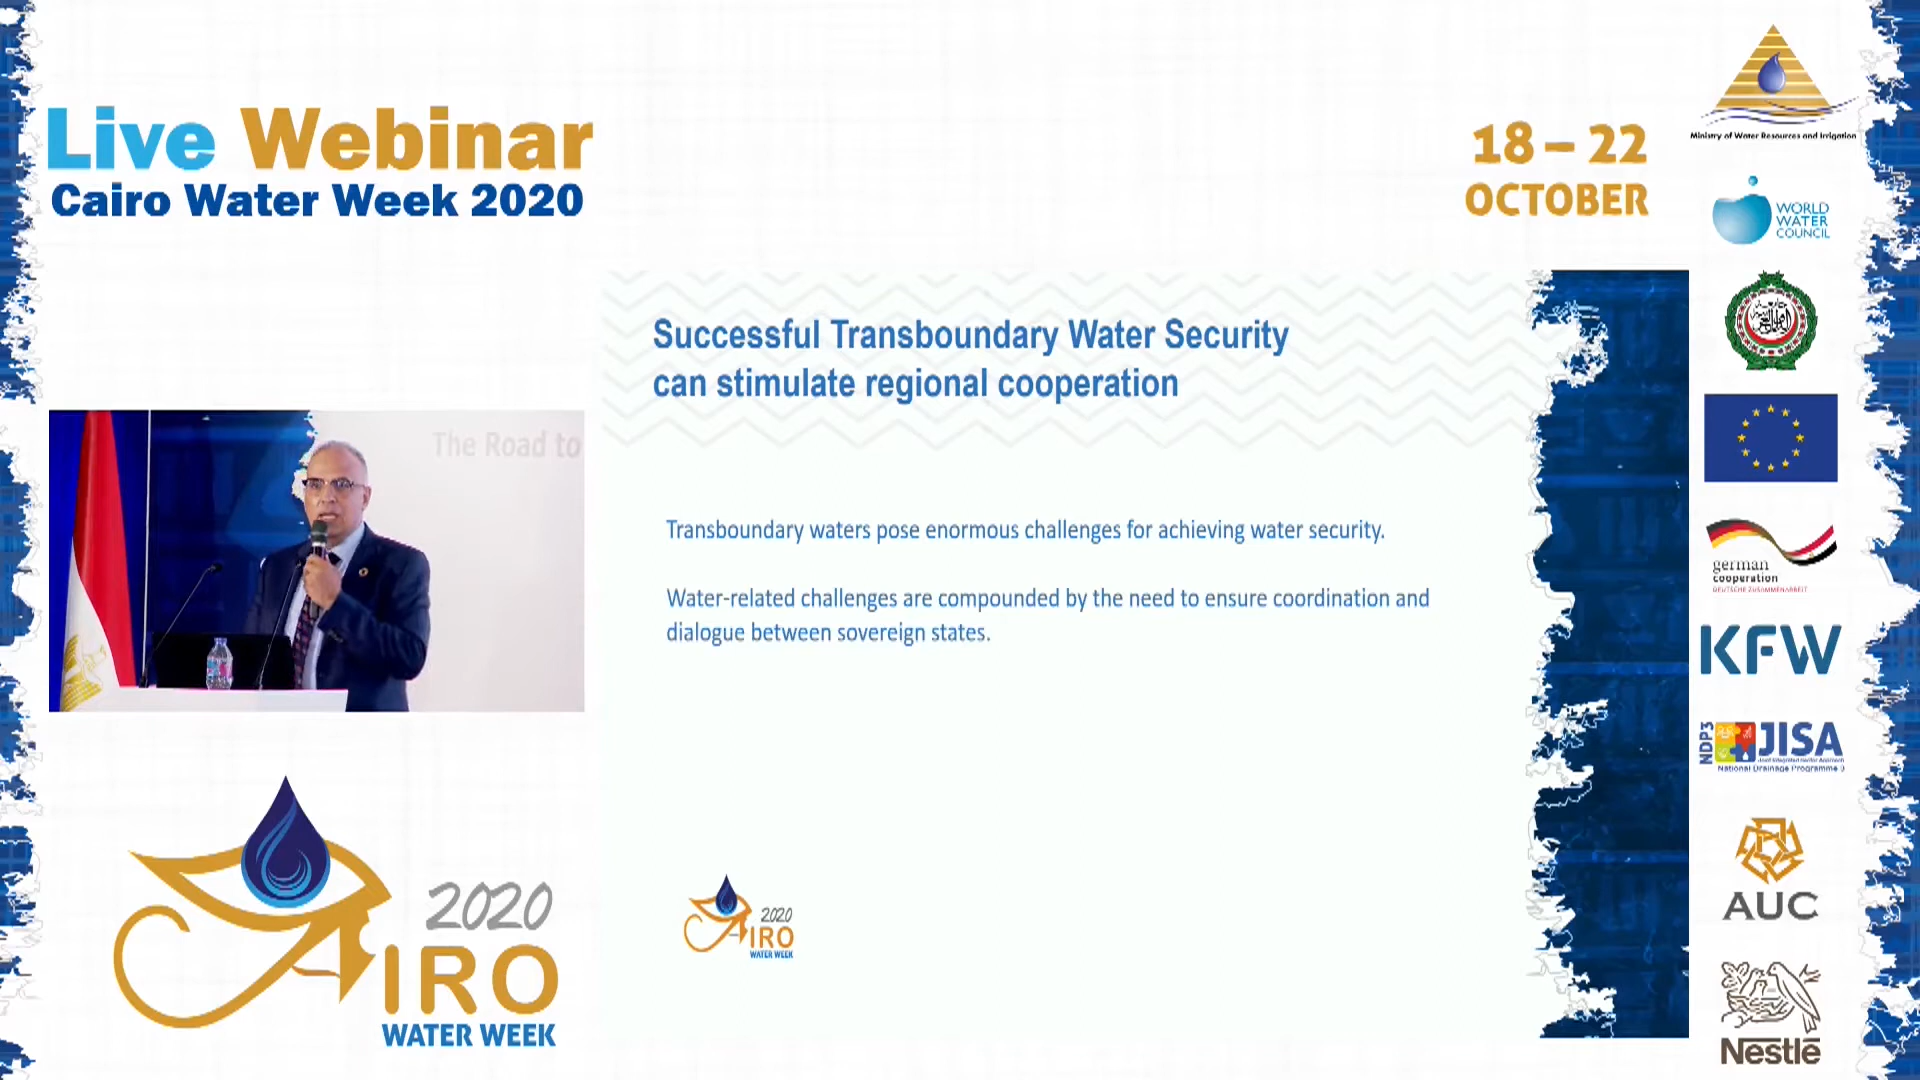 Live Webinar
Cairo Water Week 2020
18 – 22
OCTOBER
Successful Transboundary Water Security
can stimulate regional cooperation
Transboundary waters pose enormous challenges for achieving water security.
Water-related challenges are compounded by the need to ensure coordination and
dialogue between sovereign states.
The Road to
2020
IRO
WATER WEEK
2020
IRO
WATER WEEK
Ministry of Water Resources and Irrigation
WORLD
WATER
COUNCIL
german
cooperation
DEUTSCHE ZUSAMMENARBEIT
KFW
NDP3
JISA
National Drainage Programme
AUC
Nestlé